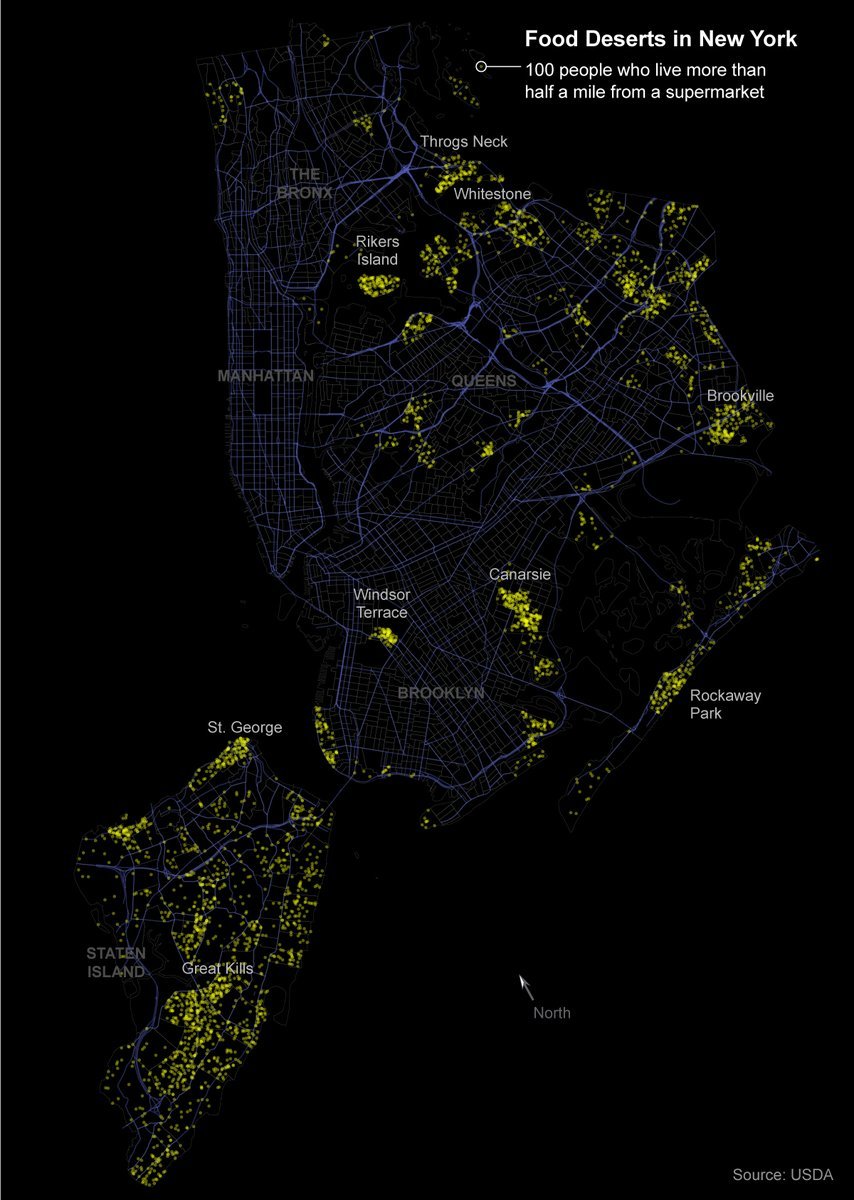 Food Deserts in New York
100 people who live more than
half a mile from a supermarket
Throgs Neck
THE
BRONX
Whitestone
Rikers
Island
MANHATTAN
QUEENS
Brookville
Canarsie
Windsor
Terrace
BROOKLYN
Rockaway
Park
St. George
STATEN
ISLAND
Great Kills
North
Source: USDA